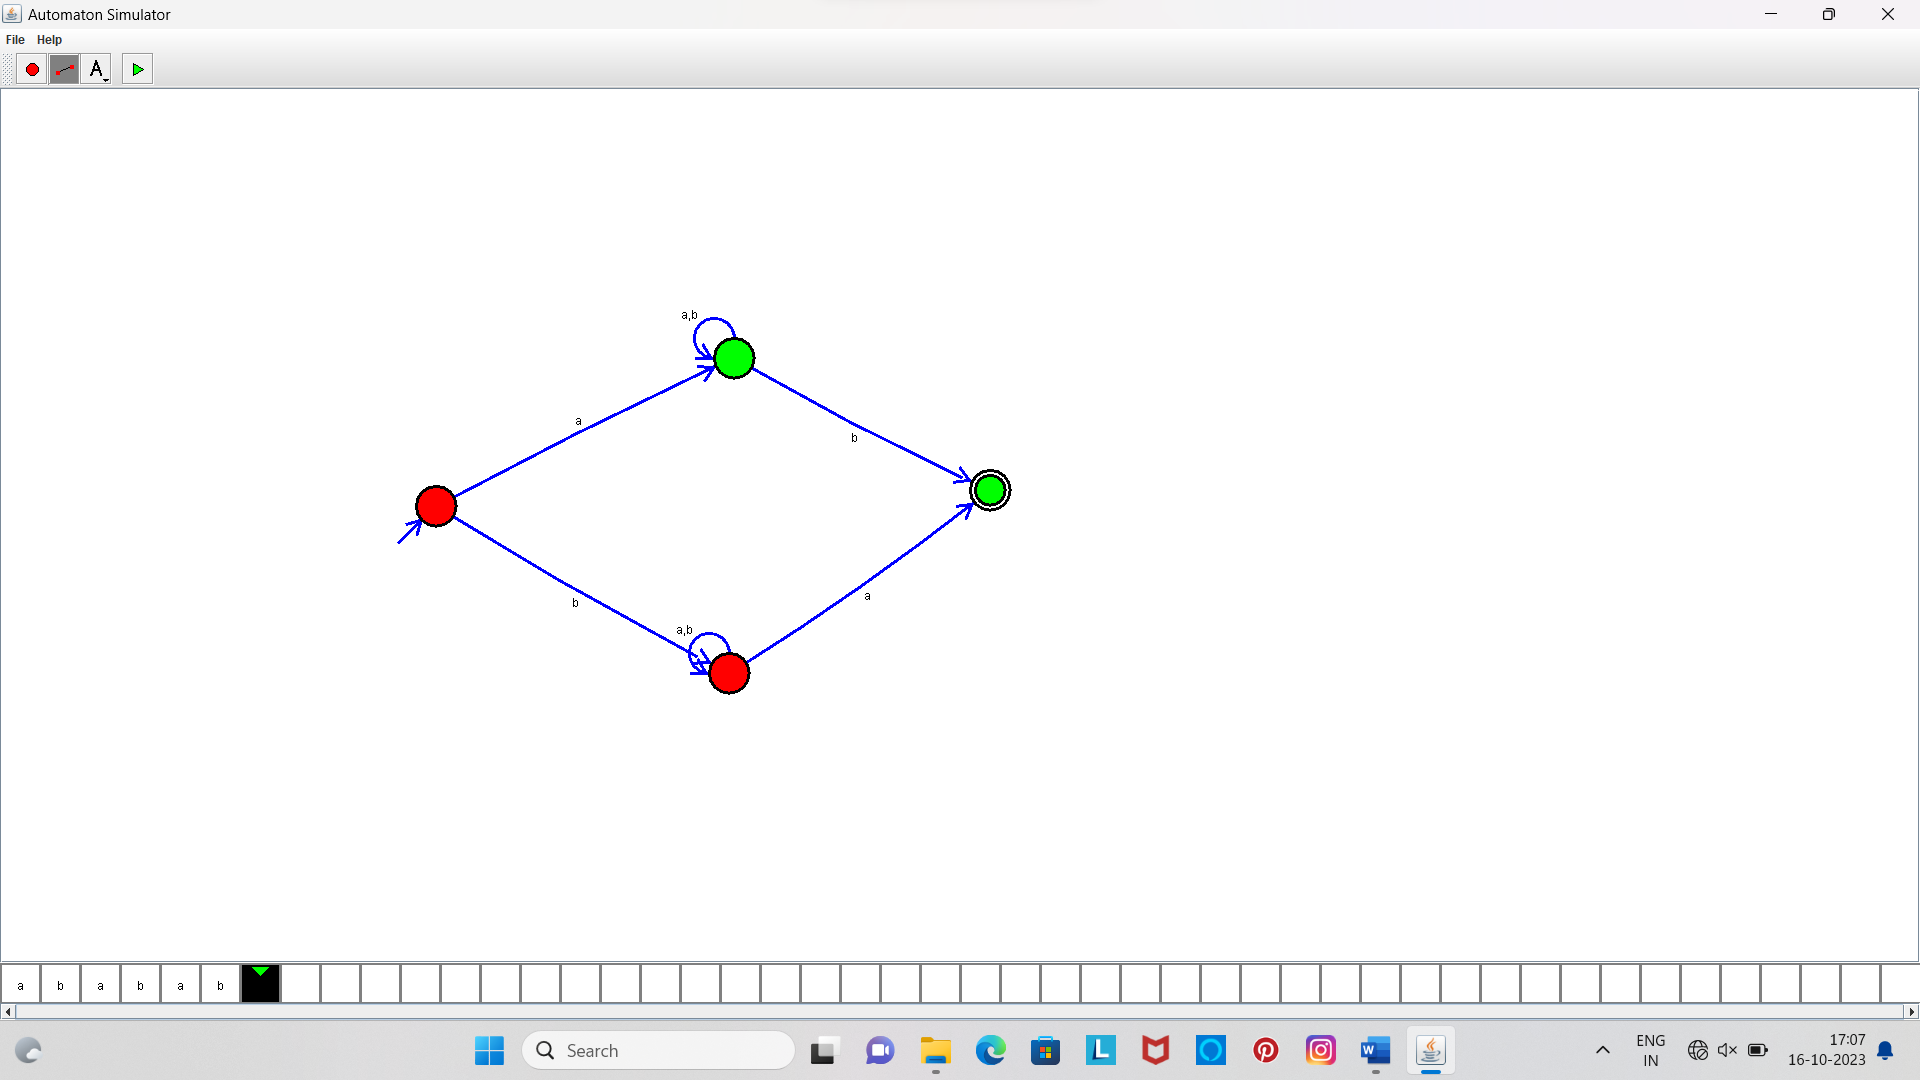 Automaton Simulator
File Help
A
a,b
a
b
a,b
b
a
a b a b a b
Search
L
W
ENG
IN
17:07
16-10-2023